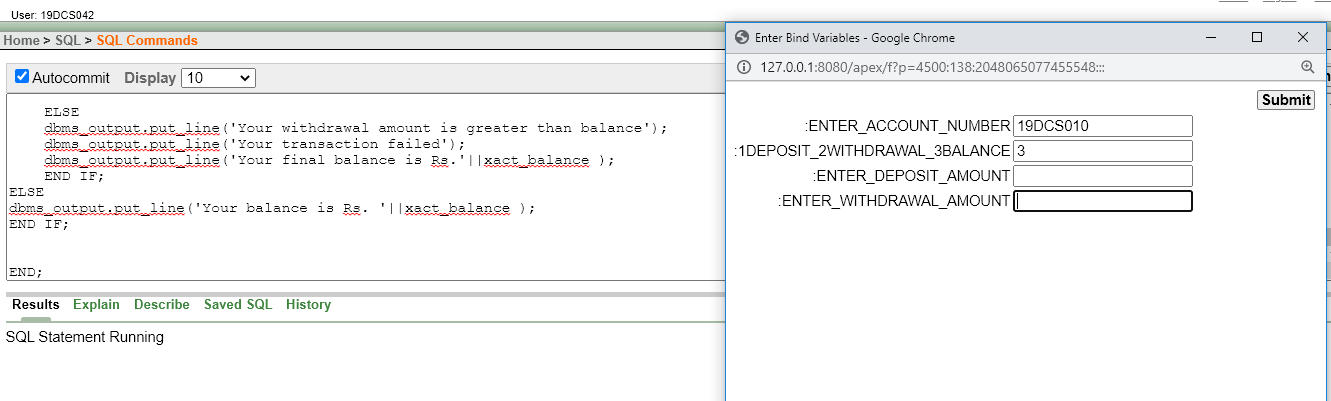 User: 19DCS042
Home > SQL > SQL Commands
Autocommit Display 10
ELSE
dbms_output.put_line('Your withdrawal amount is greater than balance');
dbms_output.put_line('Your transaction failed');
dbms_output.put_line('Your final balance is Rs.'||xact_balance );
END IF;
ELSE
dbms_output.put_line('Your balance is Rs. '||xact_balance );
END IF;
END;
Results Explain Describe Saved SQL History
SQL Statement Running
Enter Bind Variables - Google Chrome
127.0.0.1:8080/apex/f?p=4500:138:2048065077455548:::
Submit
:ENTER_ACCOUNT_NUMBER 19DCS010
:1DEPOSIT_2WITHDRAWAL_3BALANCE 3
:ENTER_DEPOSIT_AMOUNT
:ENTER_WITHDRAWAL_AMOUNT